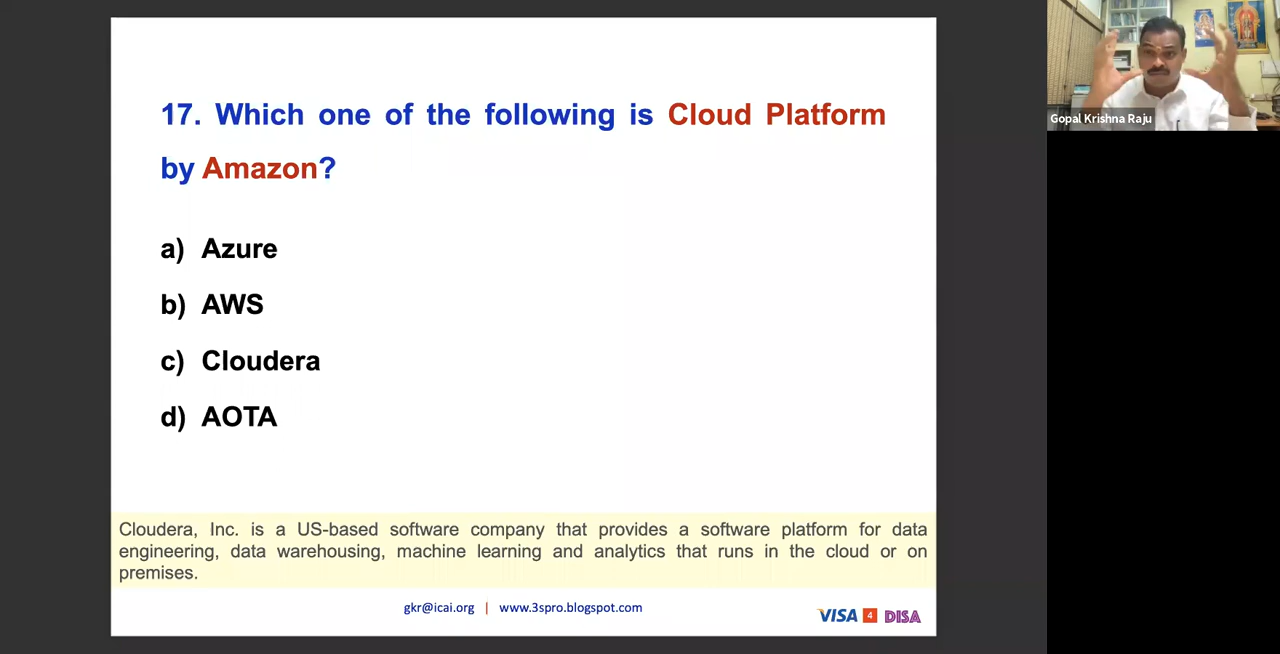 17. Which one of the following is Cloud Platform
by Amazon?
a) Azure
b) AWS
c) Cloudera
d) AOTA
Cloudera, Inc. is a US-based software company that provides a software platform for data
engineering, data warehousing, machine learning and analytics that runs in the cloud or on
premises.
gkr@icai.org | www.3spro.blogspot.com
VISA 4 DISA
Gopal Krishna Raju